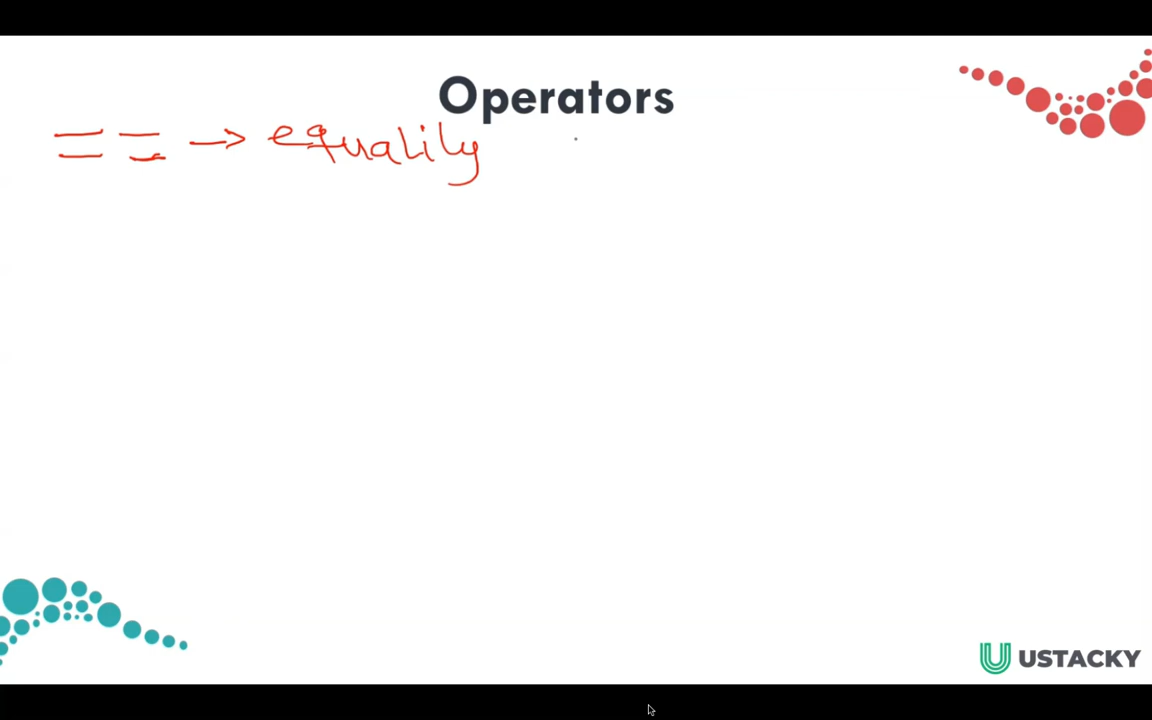 Operators
== → equality
USTACKY